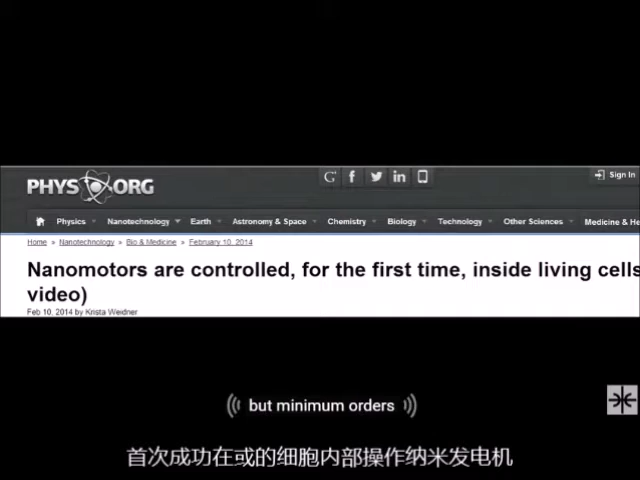 PHYS ORG
G+ f in Sign In
Physics Nanotechnology Earth Astronomy & Space Chemistry Biology Technology Other Sciences Medicine & He
Home » Nanotechnology » Bio & Medicine » February 10, 2014
Nanomotors are controlled, for the first time, inside living cells
video)
Feb 10, 2014 by Krista Weidner
but minimum orders
首次成功在或的细胞内部操作纳米发电机